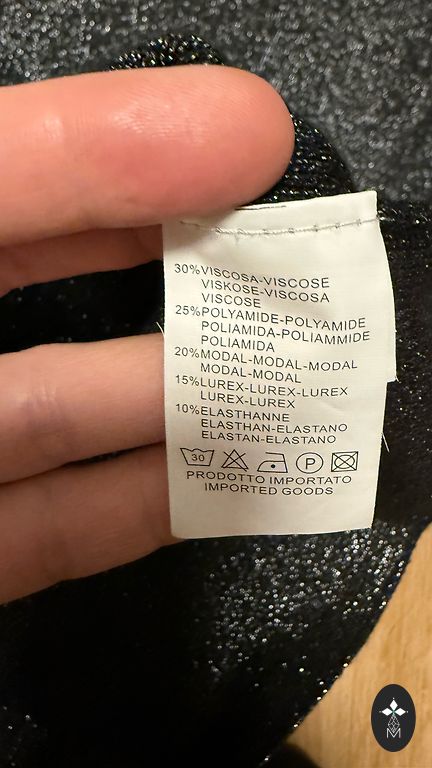 30%VISCOSA-VISCOSE
VISKOSE-VISCOSA
VISCOSE
25%POLYAMIDE-POLYAMIDE
POLIAMIDA-POLIAMMIDE
POLIAMIDA
20%MODAL-MODAL-MODAL
MODAL-MODAL
15%LUREX-LUREX-LUREX
LUREX-LUREX
10%ELASTHANNE
ELASTHAN-ELASTANO
ELASTAN-ELASTANO
30 P
PRODOTTO IMPORTATO
IMPORTED GOODS
M